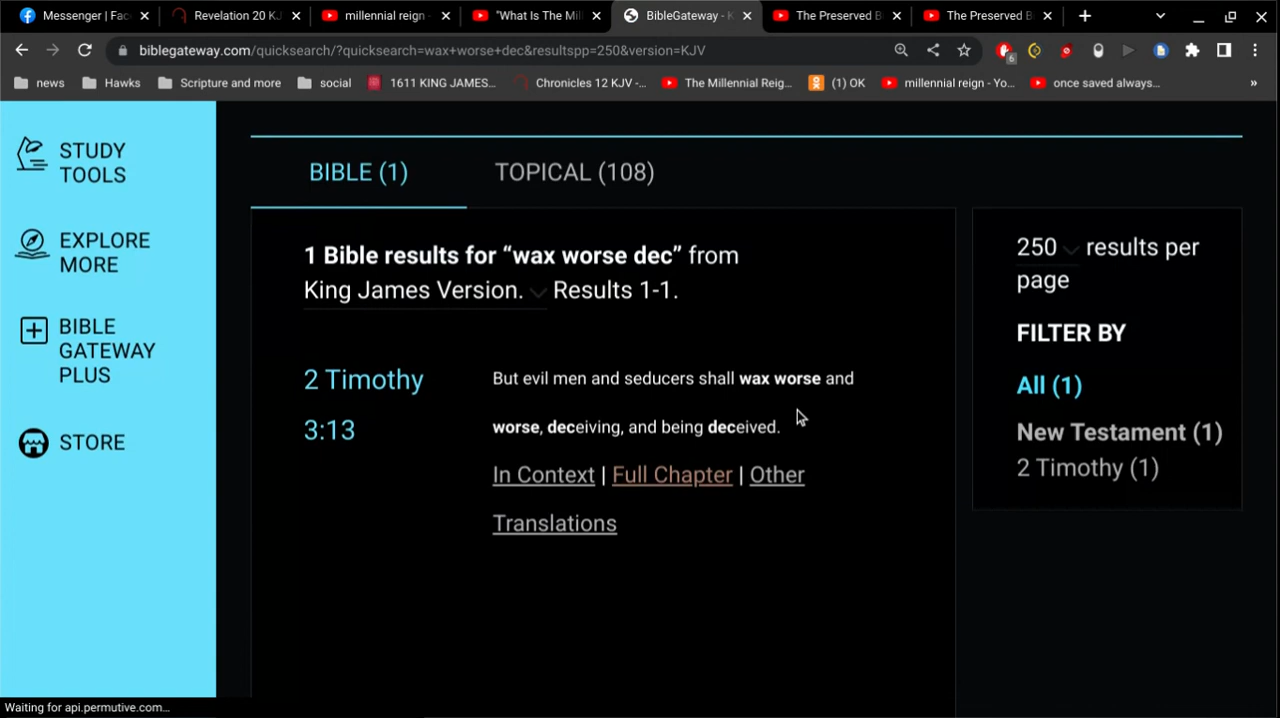 Messenger | Fac
Revelation 20 KJ
millennial reign -
"What Is The Mil
BibleGateway - K
The Preserved B
The Preserved B
biblegateway.com/quicksearch/?quicksearch=wax+worse+dec&resultspp=250&version=KJV
6
news
Hawks
Scripture and more
social
1611 KING JAMES...
Chronicles 12 KJV -...
The Millennial Reig...
(1) OK
millennial reign - Yo...
once saved always...
»
STUDY
TOOLS
EXPLORE
MORE
BIBLE
GATEWAY
PLUS
STORE
BIBLE (1)
TOPICAL (108)
1 Bible results for “wax worse dec” from
King James Version. Results 1-1.
2 Timothy
3:13
But evil men and seducers shall wax worse and
worse, deceiving, and being deceived.
In Context | Full Chapter | Other
Translations
250 results per
page
FILTER BY
All (1)
New Testament (1)
2 Timothy (1)
Waiting for api.permutive.com...